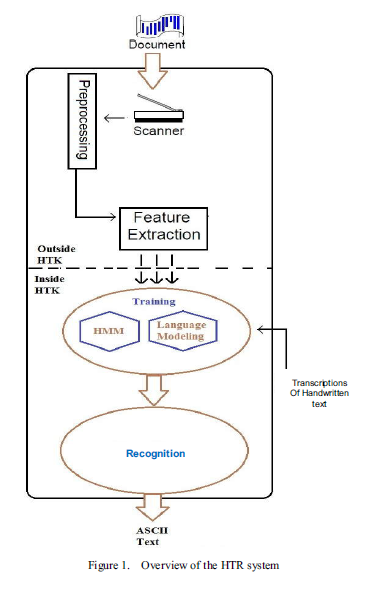 Document
Preprocessing
Scanner
Feature
Extraction
Outside
HTK
Inside
HTK
Training
HMM
Language
Modeling
Transcriptions
Of Handwritten
text
Recognition
ASCII
Text
Figure 1. Overview of the HTR system